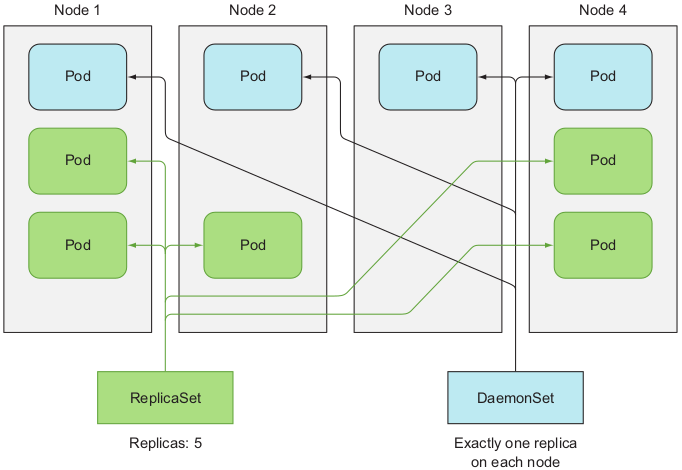 Node 1
Node 2
Node 3
Node 4
Pod
Pod
Pod
Pod
Pod
Pod
Pod
Pod
Pod
ReplicaSet
DaemonSet
Replicas: 5
Exactly one replica
on each node